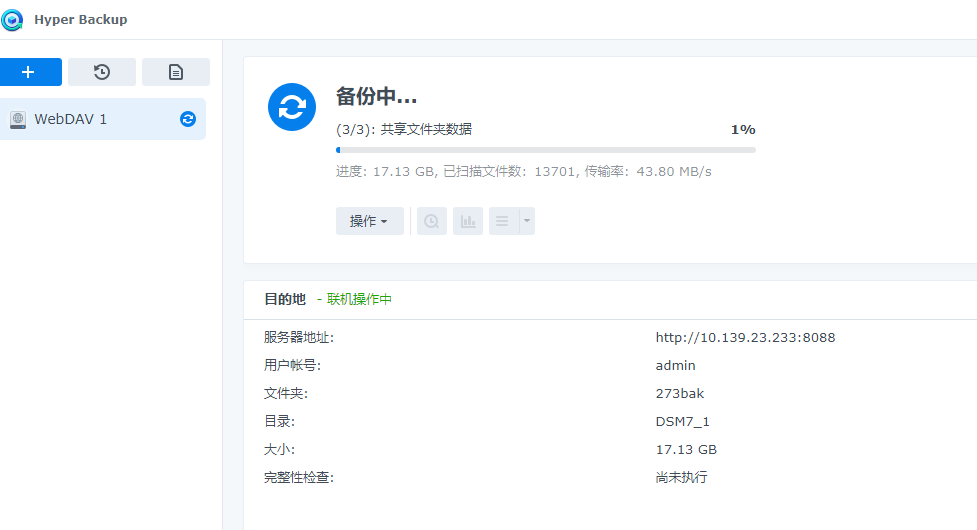 Hyper Backup
WebDAV 1
备份中...
(3/3): 共享文件夹数据 1%
进度: 17.13 GB, 已扫描文件数: 13701, 传输率: 43.80 MB/s
操作
目的地 - 联机操作中
服务器地址: http://10.139.23.233:8088
用户帐号: admin
文件夹: 273bak
目录: DSM7_1
大小: 17.13 GB
完整性检查: 尚未执行